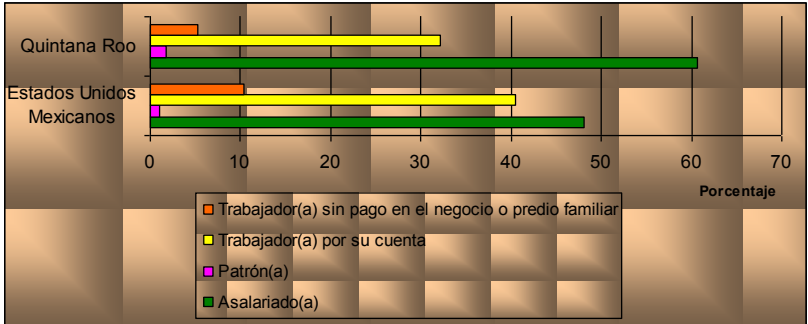 Quintana Roo
Estados Unidos
Mexicanos
0 10 20 30 40 50 60 70
Porcentaje
Trabajador(a) sin pago en el negocio o predio familiar
Trabajador(a) por su cuenta
Patrón(a)
Asalariado(a)